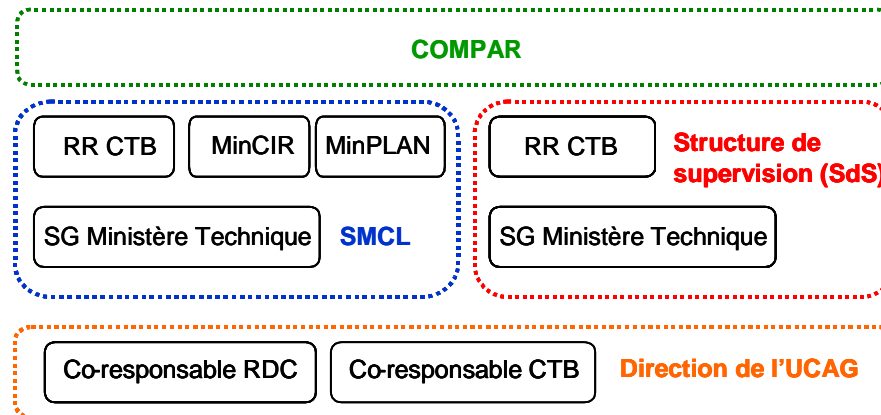 COMPAR
RR CTB
MinCIR
MinPLAN
SG Ministère Technique
SMCL
RR CTB
Structure de
supervision (SdS)
SG Ministère Technique
Co-responsable RDC
Co-responsable CTB
Direction de l'UCAG